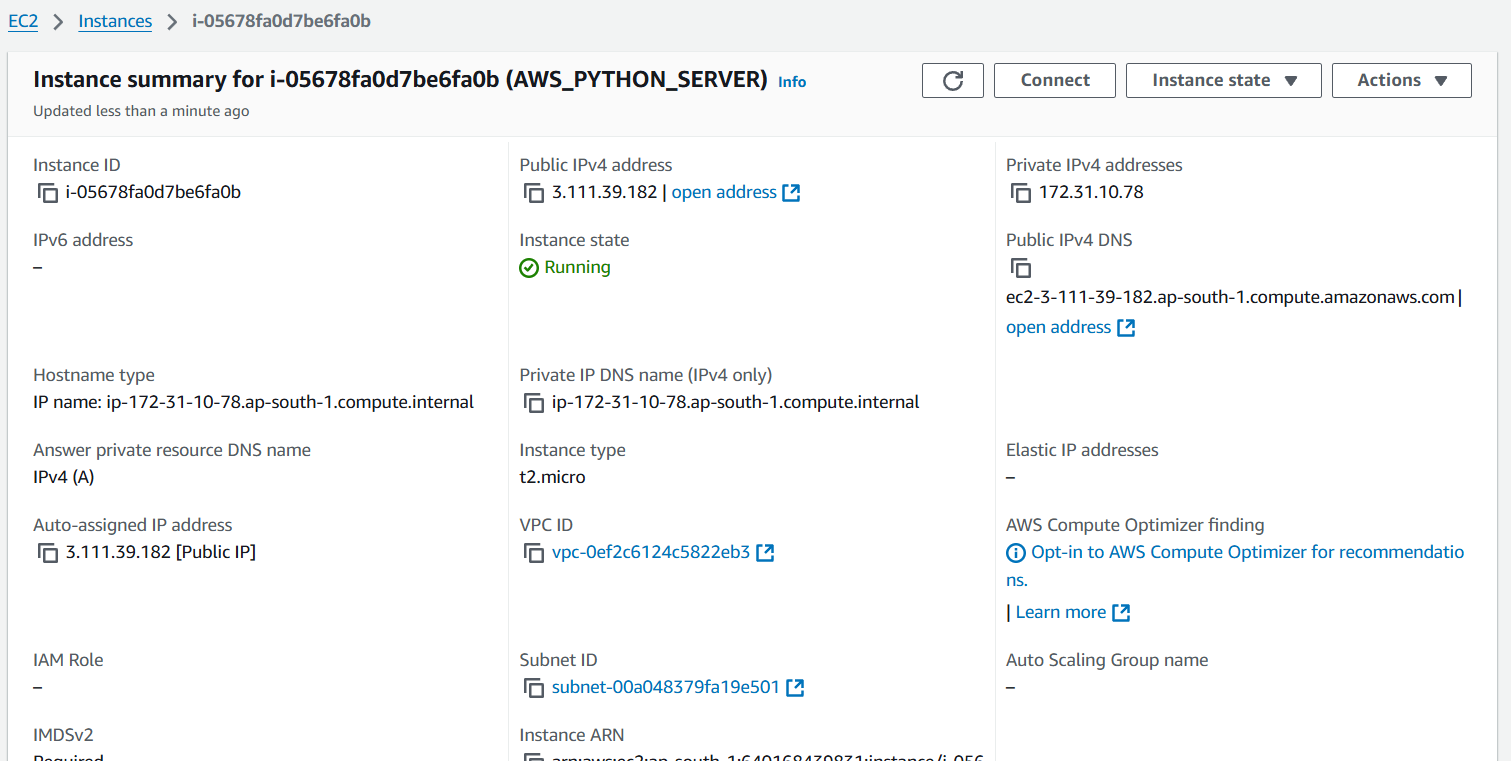 EC2 > Instances > i-05678fa0d7be6fa0b
Instance summary for i-05678fa0d7be6fa0b (AWS_PYTHON_SERVER) Info
Updated less than a minute ago
Connect
Instance state
Actions
Instance ID
i-05678fa0d7be6fa0b
Public IPv4 address
3.111.39.182 | open address
Private IPv4 addresses
172.31.10.78
IPv6 address
–
Instance state
Running
Public IPv4 DNS
ec2-3-111-39-182.ap-south-1.compute.amazonaws.com |
open address
Hostname type
IP name: ip-172-31-10-78.ap-south-1.compute.internal
Private IP DNS name (IPv4 only)
ip-172-31-10-78.ap-south-1.compute.internal
Answer private resource DNS name
IPv4 (A)
Instance type
t2.micro
Elastic IP addresses
–
Auto-assigned IP address
3.111.39.182 [Public IP]
VPC ID
vpc-0ef2c6124c5822eb3
AWS Compute Optimizer finding
Opt-in to AWS Compute Optimizer for recommendatio
ns.
| Learn more
IAM Role
–
Subnet ID
subnet-00a048379fa19e501
Auto Scaling Group name
–
IMDSv2
Required
Instance ARN